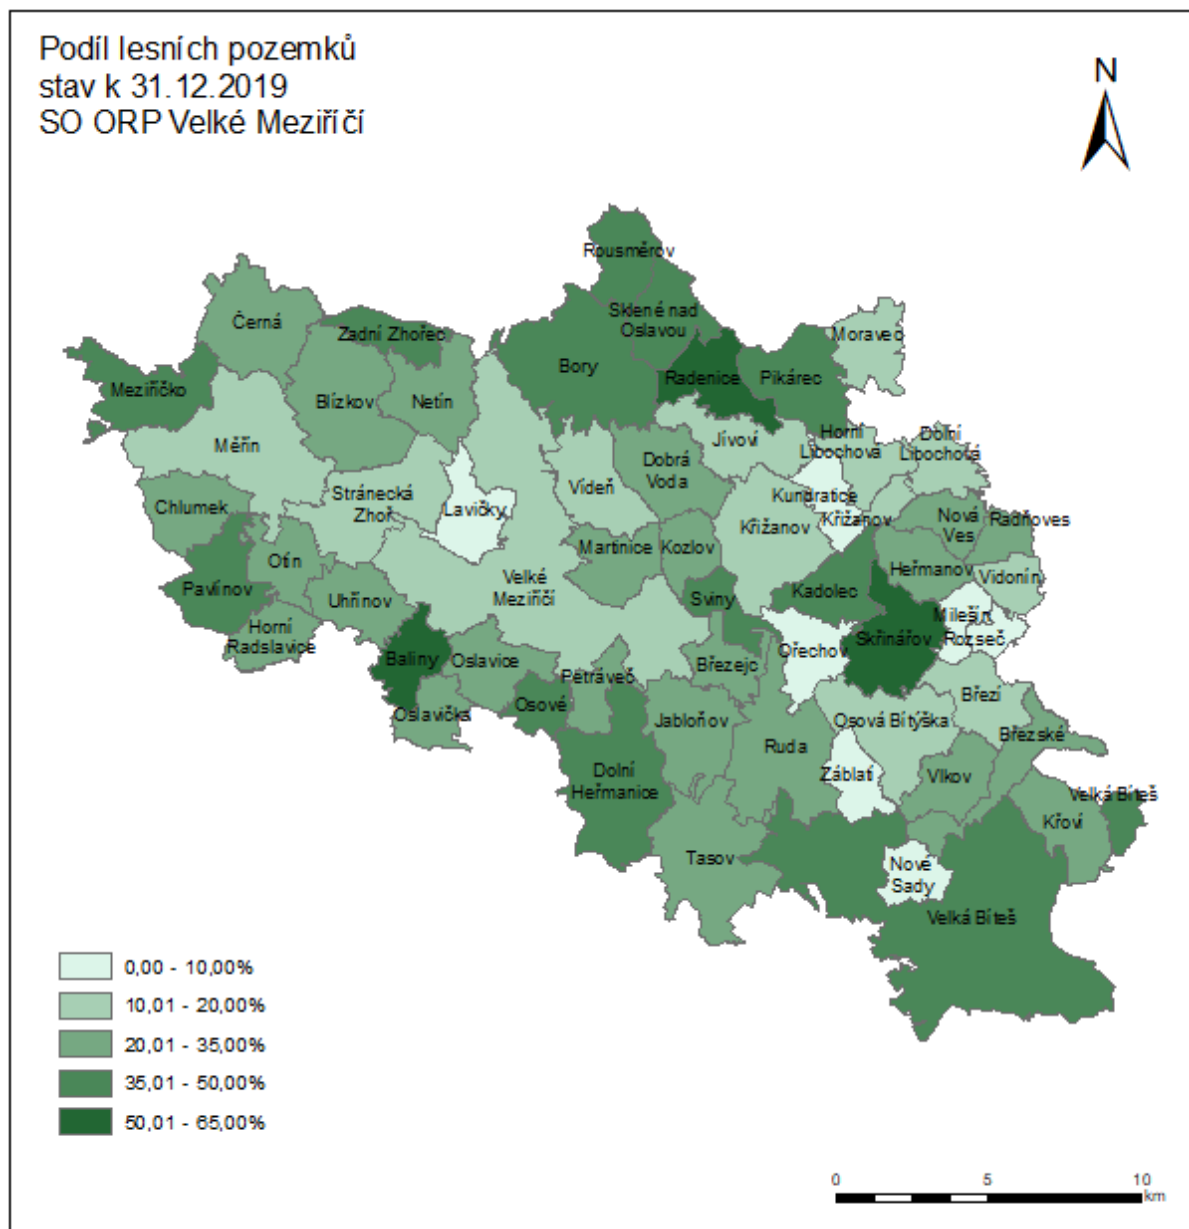 Podíl lesních pozemků
stav k 31.12.2019
SO ORP Velké Meziříčí
N
Rousměrov
Černá
Zadní Zhořec
Sklené nad
Oslavou
Moravec
Meziříčko
Bory
Radenice
Pikárec
Blízkov
Netín
Měřín
Jívoví
Horní
Libochová
Dolní
Libochová
Dobrá
Voda
Stránecká
Zhoř
Lavičky
Vídeň
Kundratice
Křižanov
Křižanov
Chlumek
Nová
Ves
Radňoves
Martinice
Kozlov
Otín
Pavlínov
Velké
Meziříčí
Kadolec
Heřmanov
Vidonín
Uhřínov
Sviny
Milešín
Rozseč
Horní
Radslavice
Skřinářov
Ořechov
Baliny
Oslavice
Petráveč
Březejc
Březí
Osové
Oslavička
Jabloňov
Osová Bítýška
Březské
Ruda
Dolní
Heřmanice
Záblatí
Vlkov
Velká Bíteš
Křoví
Tasov
Nové
Sady
Velká Bíteš
0,00 - 10,00%
10,01 - 20,00%
20,01 - 35,00%
35,01 - 50,00%
50,01 - 65,00%
0 5 10
km